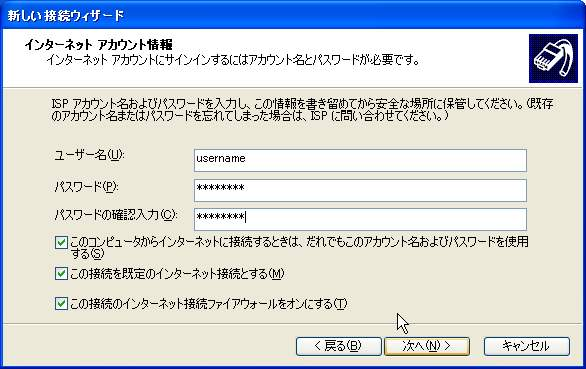 新しい接続ウィザード
インターネット アカウント情報
インターネット アカウントにサインインするにはアカウント名とパスワードが必要です。
ISP アカウント名およびパスワードを入力し、この情報を書き留めてから安全な場所に保管してください。(既存
のアカウント名またはパスワードを忘れてしまった場合は、ISP に問い合わせてください。)
ユーザー名(U):
username
パスワード(P):
********
パスワードの確認入力(C):
********
このコンピュータからインターネットに接続するときは、だれでもこのアカウント名およびパスワードを使用
する(S)
この接続を既定のインターネット接続とする(M)
この接続のインターネット接続ファイアウォールをオンにする(T)
< 戻る(B)
次へ(N) >
キャンセル